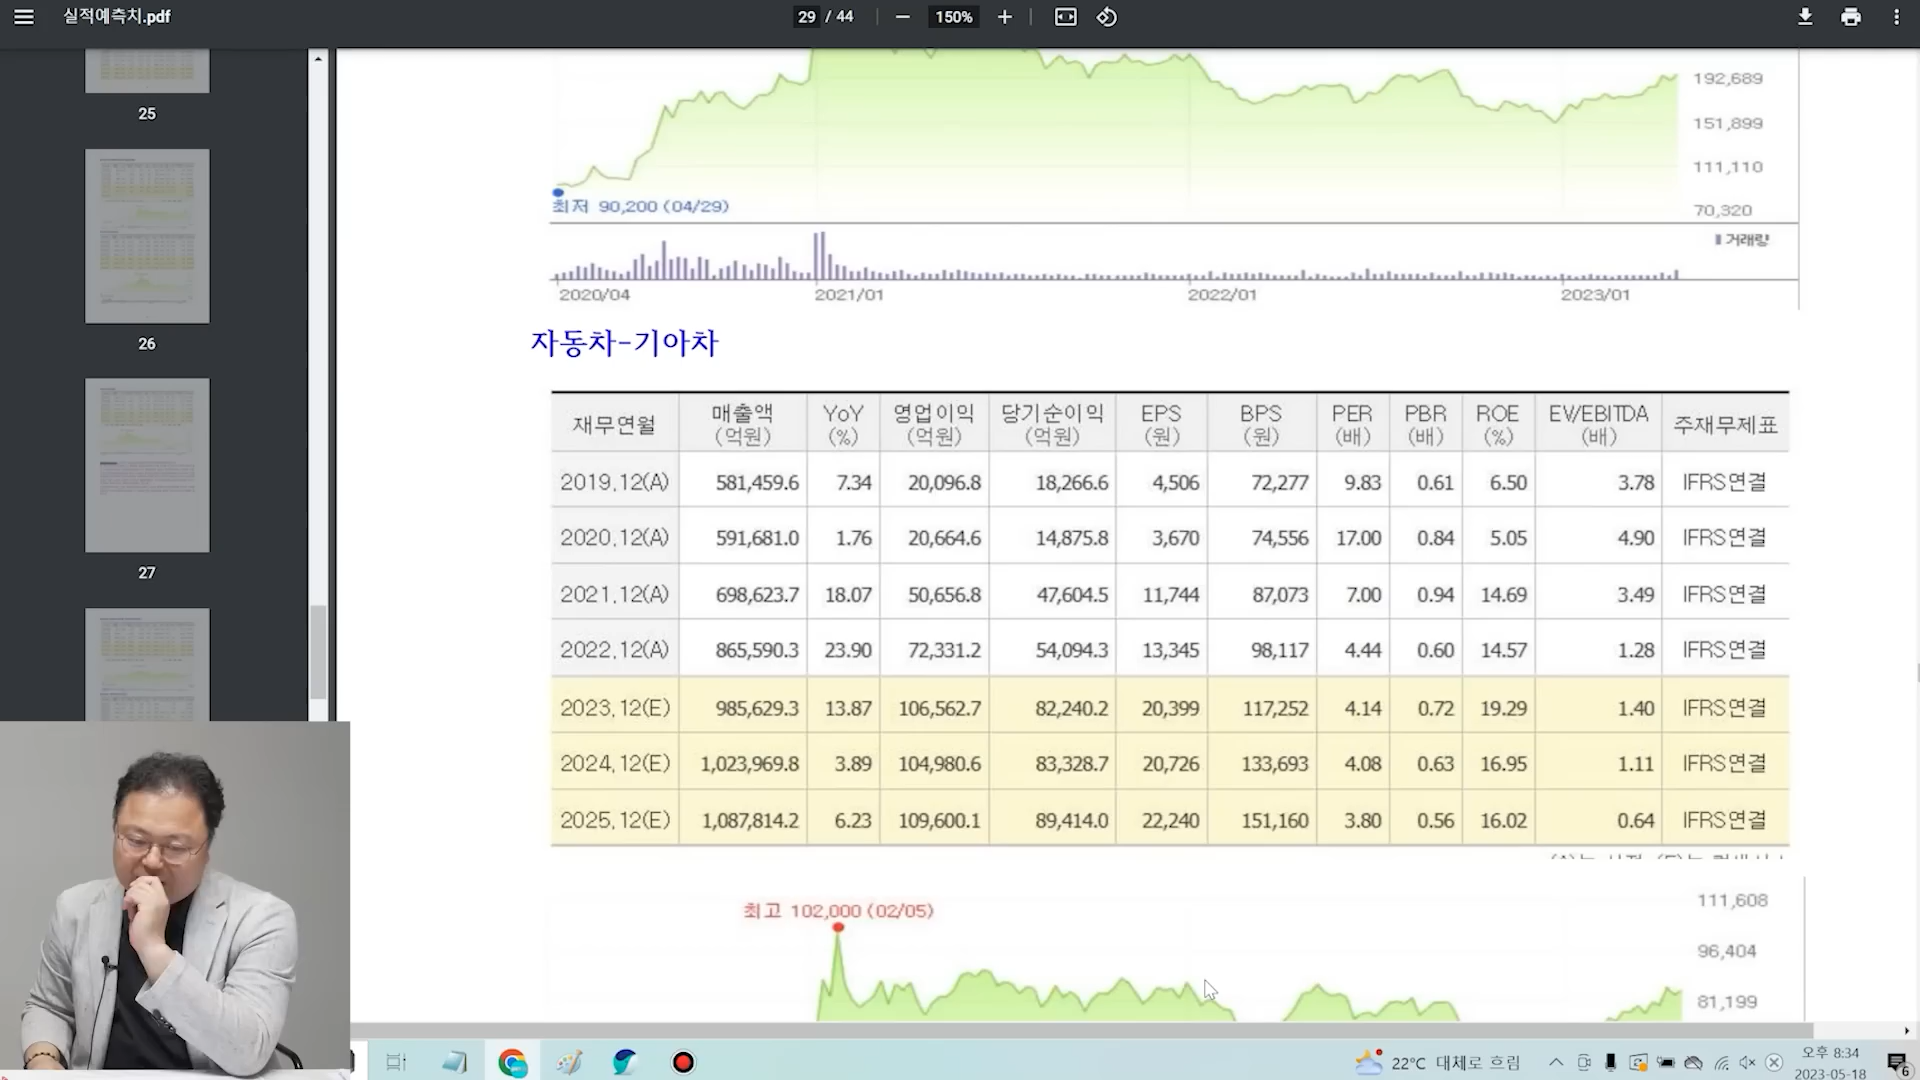 실적예측치.pdf
29 / 44
150%
25
26
27
192,689
151,899
111,110
70,320
최저 90,200 (04/29)
거래량
2020/04
2021/01
2022/01
2023/01
자동차-기아차
재무연월 매출액 (억원) YoY (%) 영업이익 (억원) 당기순이익 (억원) EPS (원) BPS (원) PER (배) PBR (배) ROE (%) EV/EBITDA (배) 주재무제표
2019.12(A) 581,459.6 7.34 20,096.8 18,266.6 4,506 72,277 9.83 0.61 6.50 3.78 IFRS연결
2020.12(A) 591,681.0 1.76 20,664.6 14,875.8 3,670 74,556 17.00 0.84 5.05 4.90 IFRS연결
2021.12(A) 698,623.7 18.07 50,656.8 47,604.5 11,744 87,073 7.00 0.94 14.69 3.49 IFRS연결
2022.12(A) 865,590.3 23.90 72,331.2 54,094.3 13,345 98,117 4.44 0.60 14.57 1.28 IFRS연결
2023.12(E) 985,629.3 13.87 106,562.7 82,240.2 20,399 117,252 4.14 0.72 19.29 1.40 IFRS연결
2024.12(E) 1,023,969.8 3.89 104,980.6 83,328.7 20,726 133,693 4.08 0.63 16.95 1.11 IFRS연결
2025.12(E) 1,087,814.2 6.23 109,600.1 89,414.0 22,240 151,160 3.80 0.56 16.02 0.64 IFRS연결
최고 102,000 (02/05)
111,608
96,404
81,199
22°C 대체로 흐림
오후 8:34
2023-05-18
6